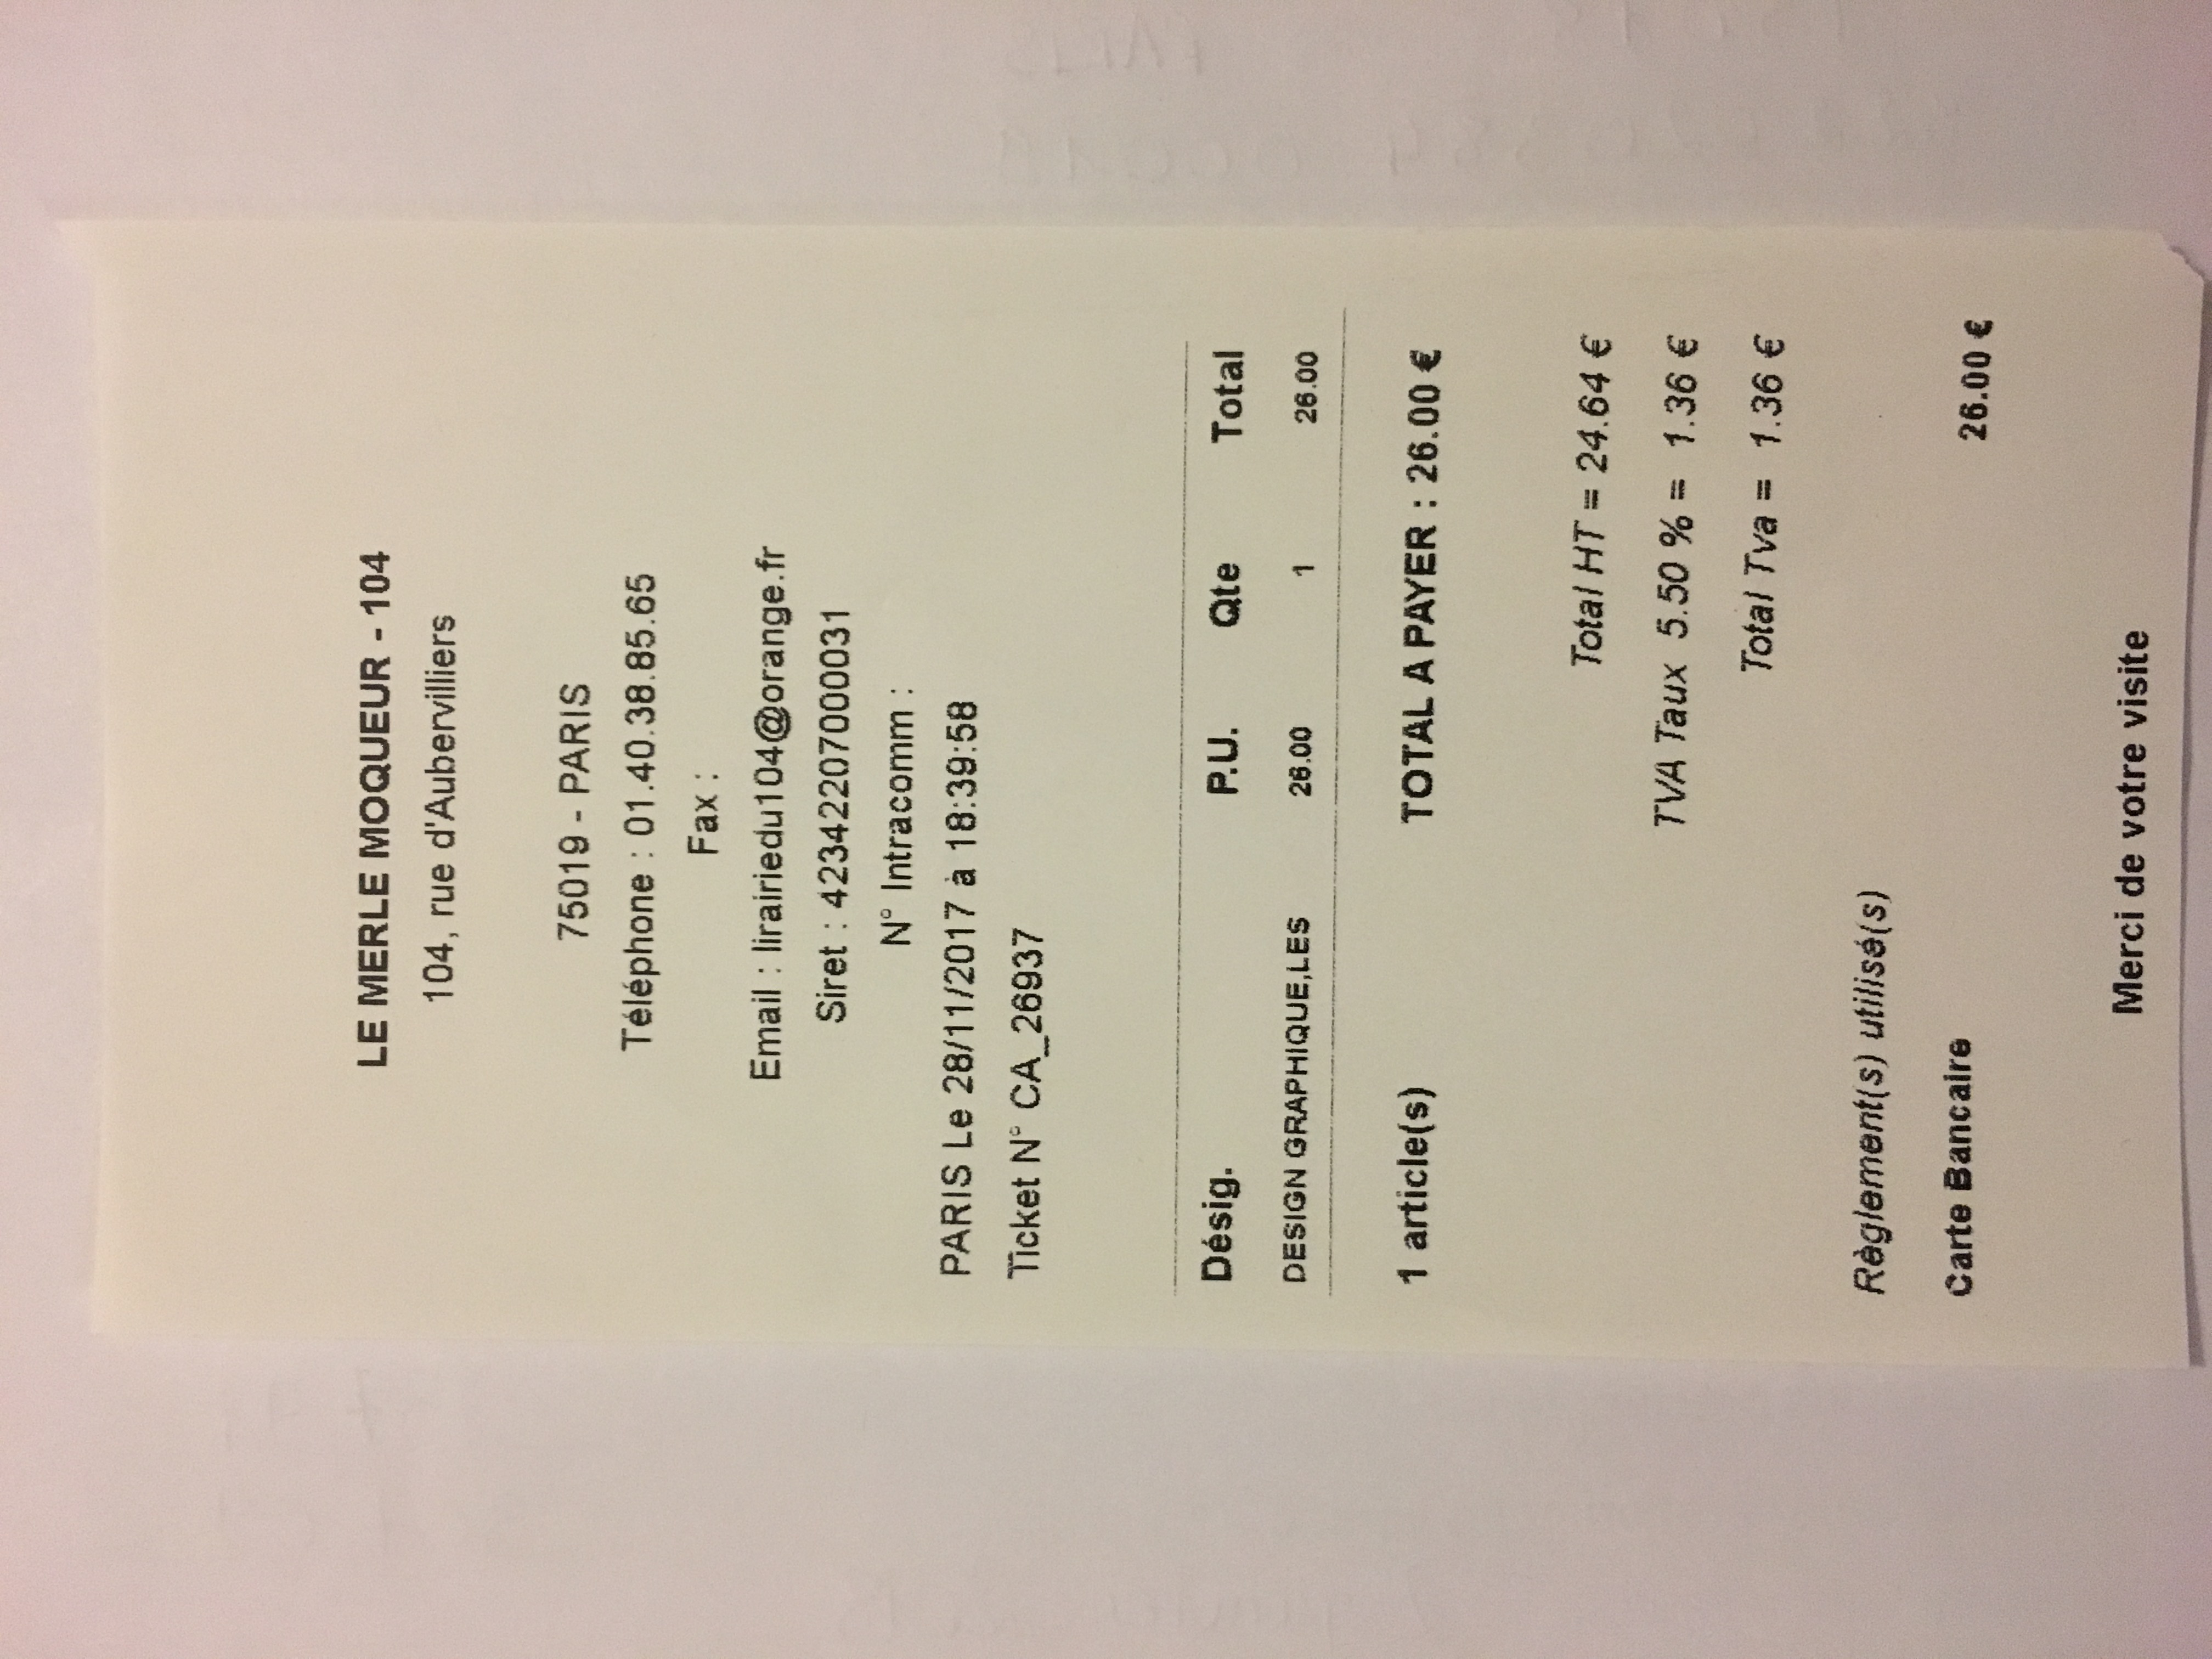 LE MERLE MOQUEUR - 104
104, rue d'Aubervilliers
75019 - PARIS
Téléphone : 01.40.38.85.65
Fax :
Email : lirairiedu104@orange.fr
Siret : 42342207000031
N° Intracomm :
PARIS Le 28/11/2017 à 18:39:58
Ticket N° CA_26937
Désig. P.U. Qte Total
DESIGN GRAPHIQUE,LES 26.00 1 26.00
1 article(s) TOTAL A PAYER : 26.00 €
Total HT = 24.64 €
TVA Taux 5.50 % = 1.36 €
Total Tva = 1.36 €
Règlement(s) utilisé(s)
Carte Bancaire 26.00 €
Merci de votre visite